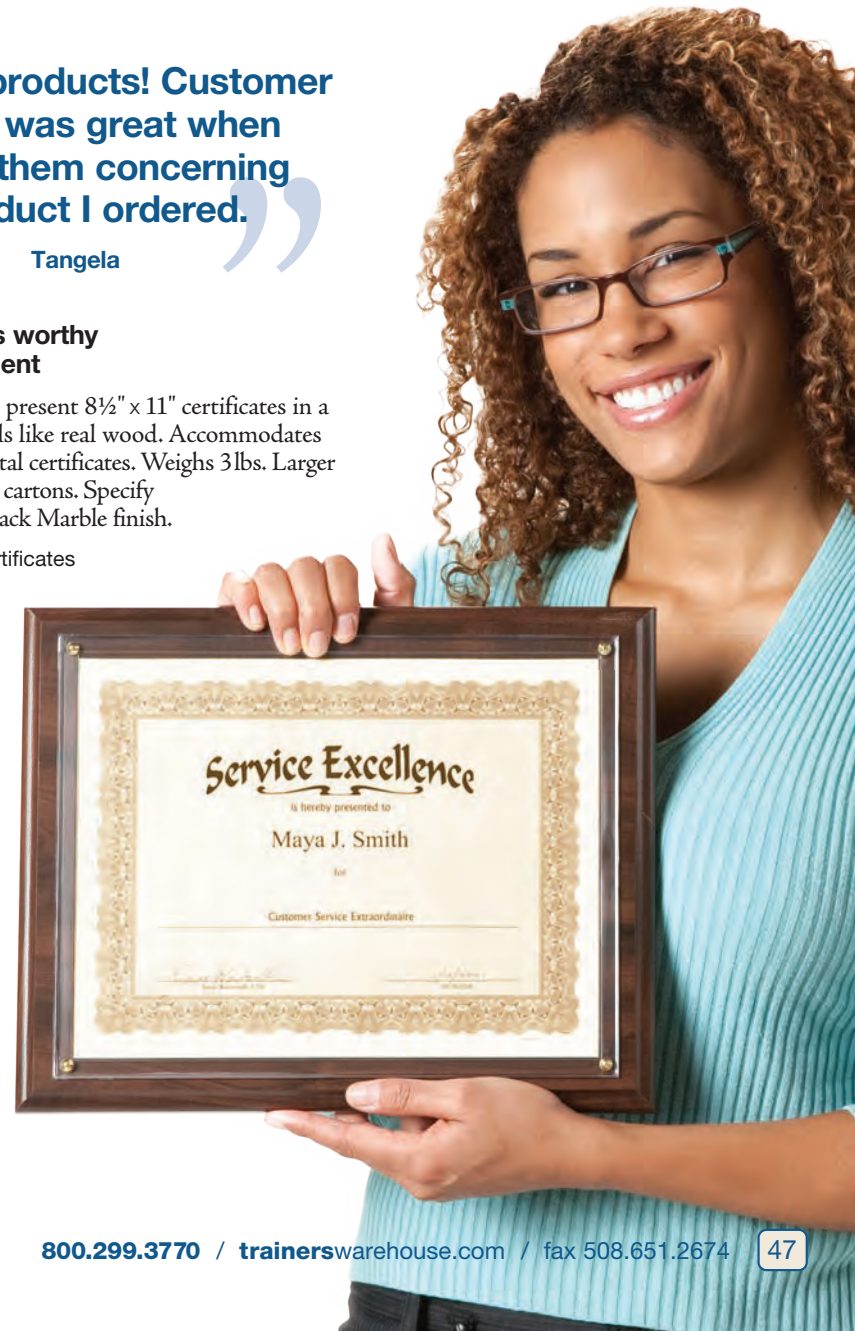 products! Customer
was great when
them concerning
duct I ordered.
”
Tangela
s worthy
ent
present 8½" x 11" certificates in a
ls like real wood. Accommodates
tal certificates. Weighs 3 lbs. Larger
cartons. Specify
ack Marble finish.
rtificates
Service Excellence
is hereby presented to
Maya J. Smith
for
Customer Service Extraordinaire
800.299.3770 / trainerswarehouse.com / fax 508.651.2674 47